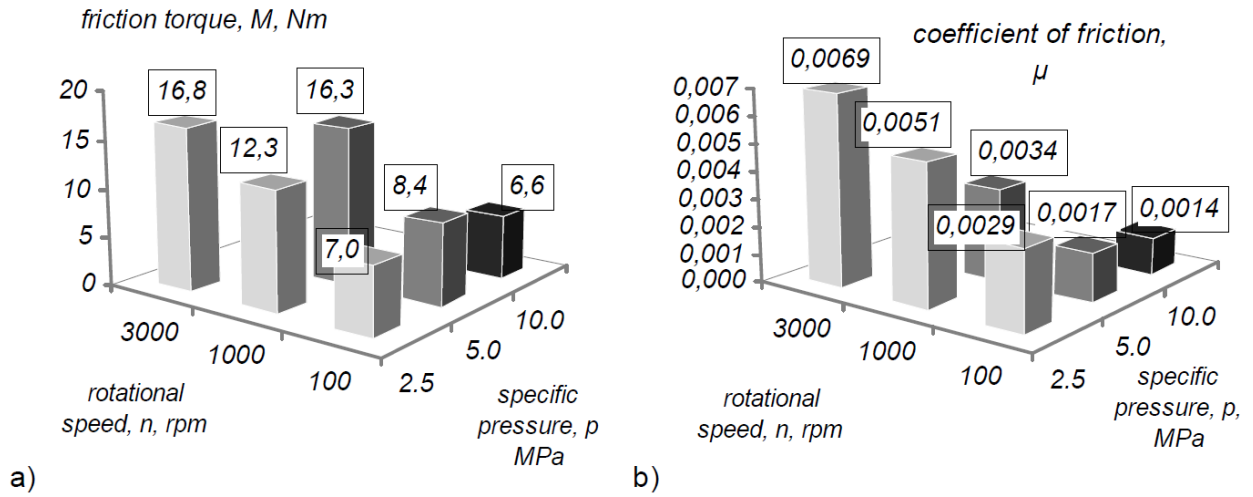 friction torque, M, Nm
20
15
10
5
0
16,8
12,3
7,0
16,3
8,4
6,6
3000
1000
100
2.5
5.0
10.0
rotational
speed, n, rpm
specific
pressure, p
MPa
a)
coefficient of friction,
µ
0,007
0,006
0,005
0,004
0,003
0,002
0,001
0,000
0,0069
0,0051
0,0029
0,0034
0,0017
0,0014
3000
1000
100
2.5
5.0
10.0
rotational
speed, n, rpm
specific
pressure, p,
MPa
b)